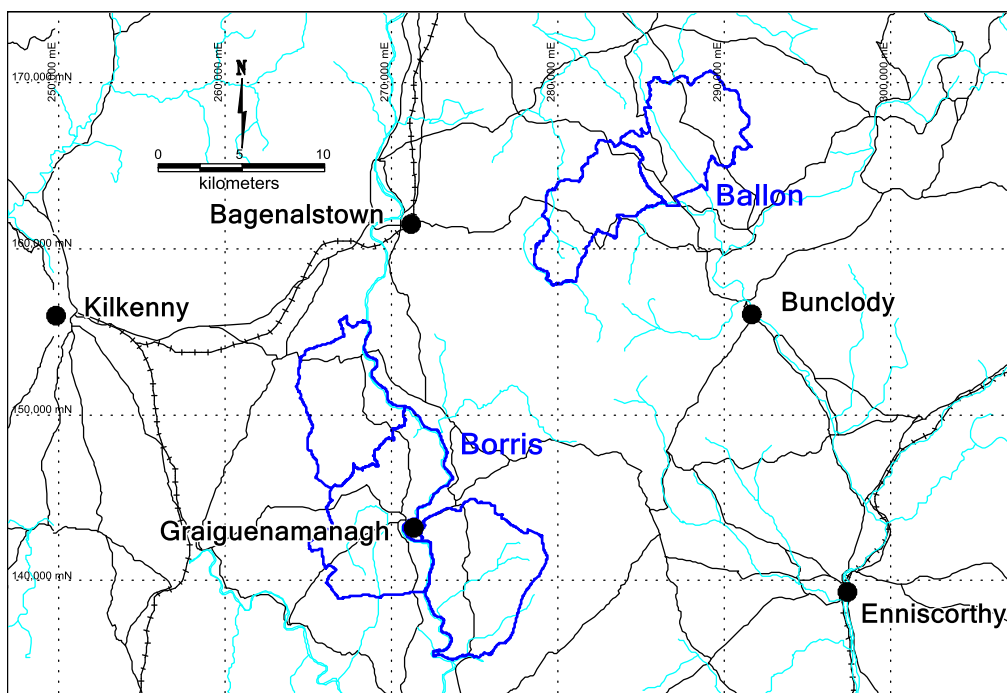 250,000 mE
260,000 mE
270,000 mE
280,000 mE
290,000 mE
300,000 mE
170,000 mN
N
0
5
10
kilometers
Ballon
Bagenalstown
160,000 mN
Kilkenny
Bunclody
150,000 mN
Borris
Graiguenamanagh
140,000 mN
Enniscorthy